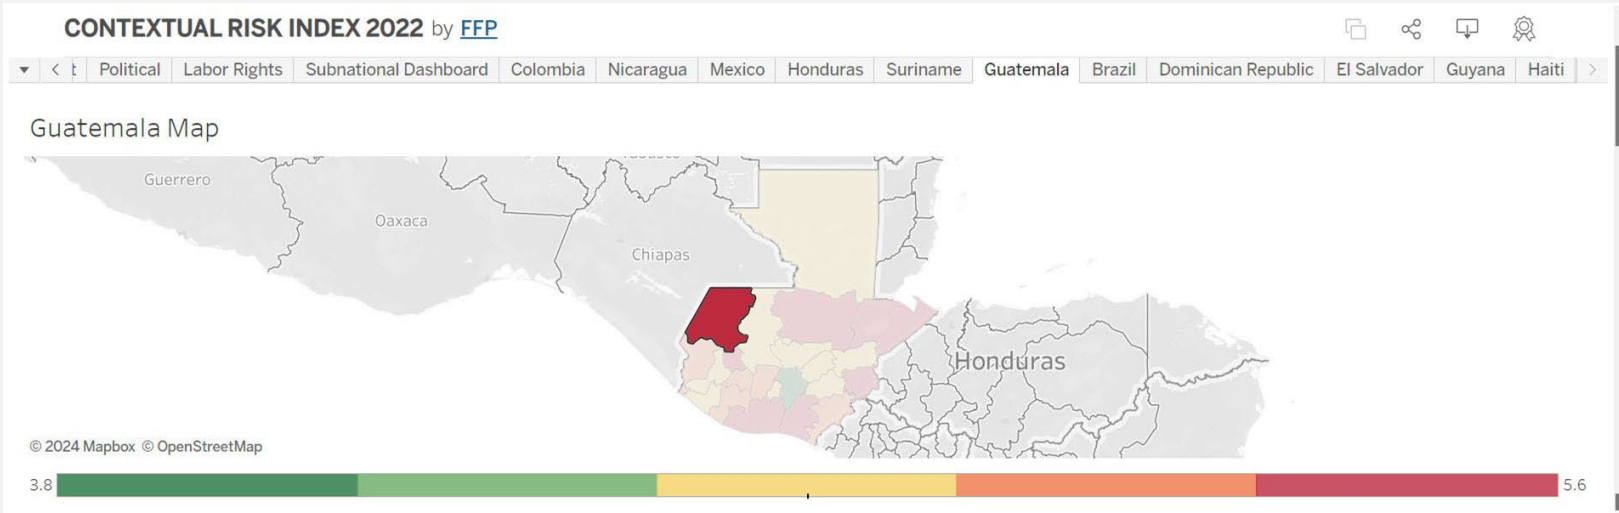 CONTEXTUAL RISK INDEX 2022 by FFP
t Political Labor Rights Subnational Dashboard Colombia Nicaragua Mexico Honduras Suriname Guatemala Brazil Dominican Republic El Salvador Guyana Haiti
Guatemala Map
Guerrero
Oaxaca
Chiapas
Honduras
© 2024 Mapbox © OpenStreetMap
3.8 5.6